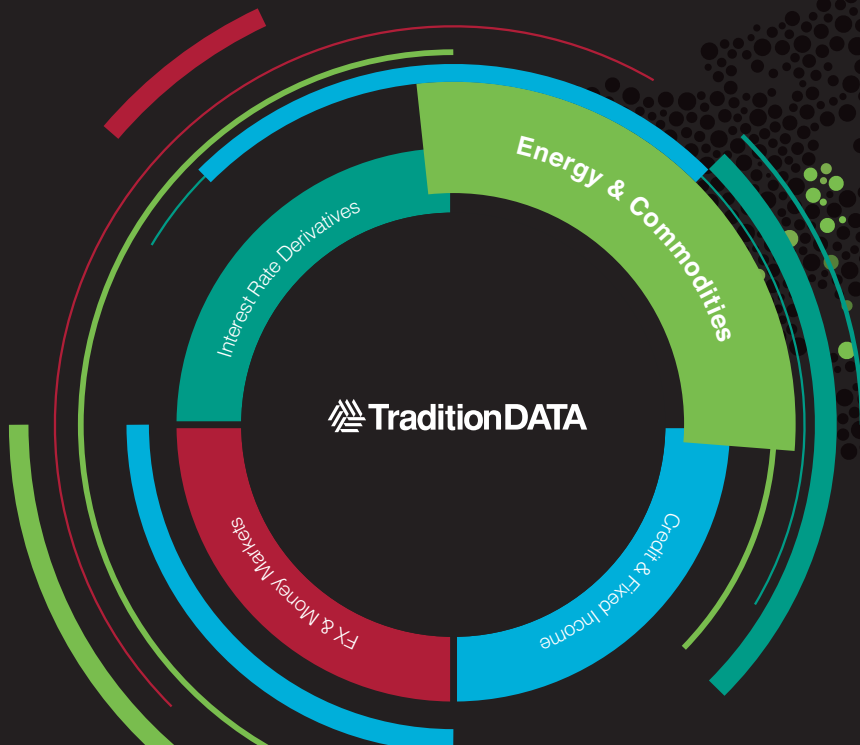 Energy & Commodities
Interest Rate Derivatives
TraditionDATA
FX & Money Markets
Credit & Fixed Income